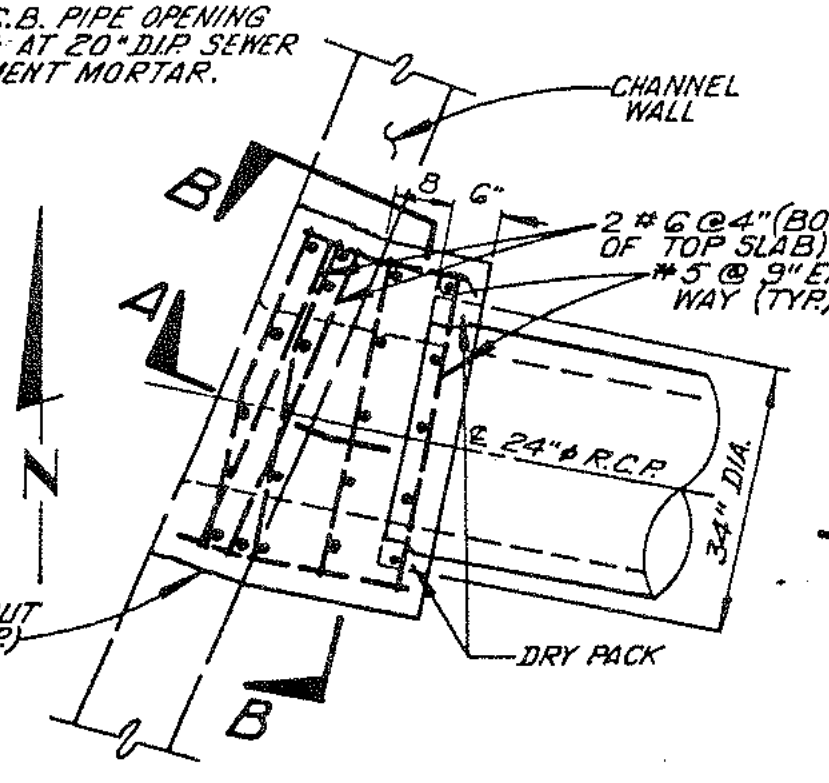 C.B. PIPE OPENING
AT 20" D.I.P. SEWER
MENT MORTAR.
CHANNEL
WALL
B
8
6"
2 #6 @ 4" (BO
OF TOP SLAB)
#5 @ 9" E
WAY (TYP.)
A
N
℄ 24" ϕ R.C.P.
34" DIA.
UT
DRY PACK
B